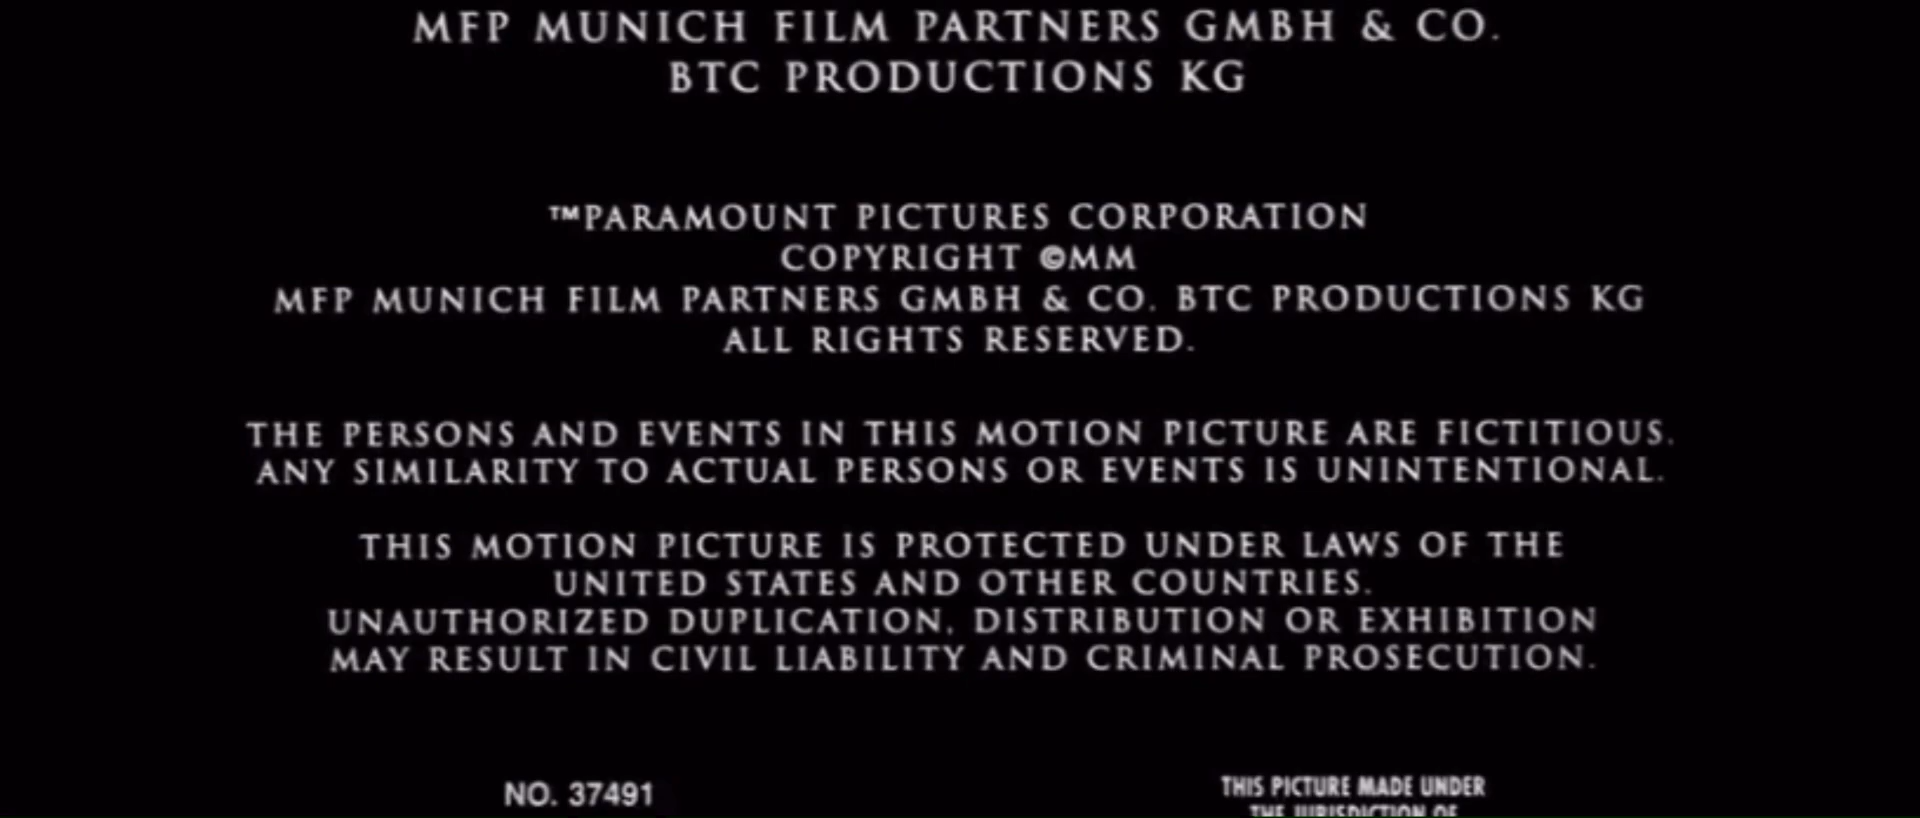 MFP MUNICH FILM PARTNERS GMBH & CO.
BTC PRODUCTIONS KG
™PARAMOUNT PICTURES CORPORATION
COPYRIGHT ©MM
MFP MUNICH FILM PARTNERS GMBH & CO. BTC PRODUCTIONS KG
ALL RIGHTS RESERVED.
THE PERSONS AND EVENTS IN THIS MOTION PICTURE ARE FICTITIOUS.
ANY SIMILARITY TO ACTUAL PERSONS OR EVENTS IS UNINTENTIONAL.
THIS MOTION PICTURE IS PROTECTED UNDER LAWS OF THE
UNITED STATES AND OTHER COUNTRIES.
UNAUTHORIZED DUPLICATION, DISTRIBUTION OR EXHIBITION
MAY RESULT IN CIVIL LIABILITY AND CRIMINAL PROSECUTION.
NO. 37491
THIS PICTURE MADE UNDER
THE JURISDICTION OF